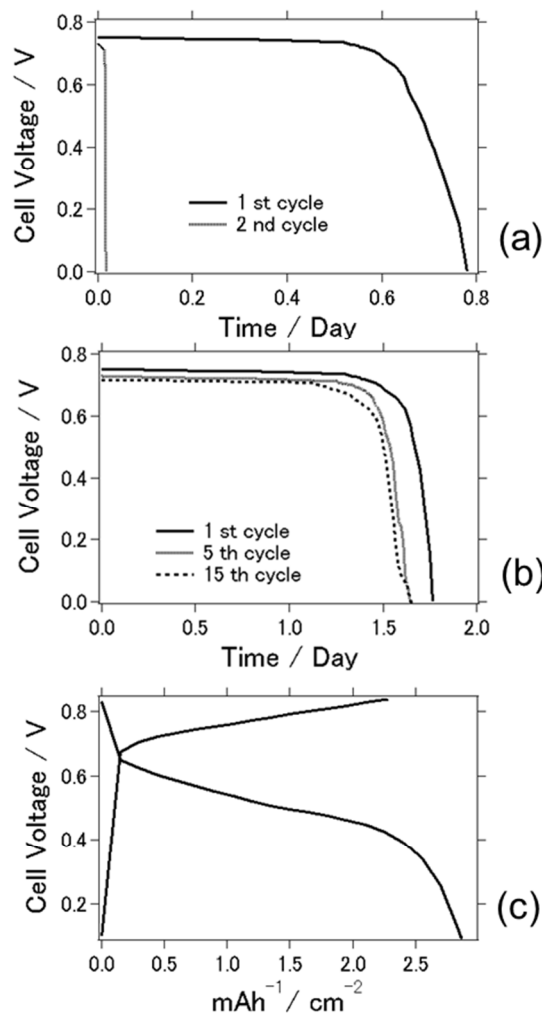 0.8
0.6
0.4
0.2
0.0
Cell Voltage / V
1 st cycle
2 nd cycle
(a)
0.0 0.2 0.4 0.6 0.8
Time / Day
0.8
0.6
0.4
0.2
0.0
Cell Voltage / V
1 st cycle
5 th cycle
15 th cycle
(b)
0.0 0.5 1.0 1.5 2.0
Time / Day
0.8
0.6
0.4
0.2
Cell Voltage / V
(c)
0.0 0.5 1.0 1.5 2.0 2.5
mAh⁻¹ / cm⁻²